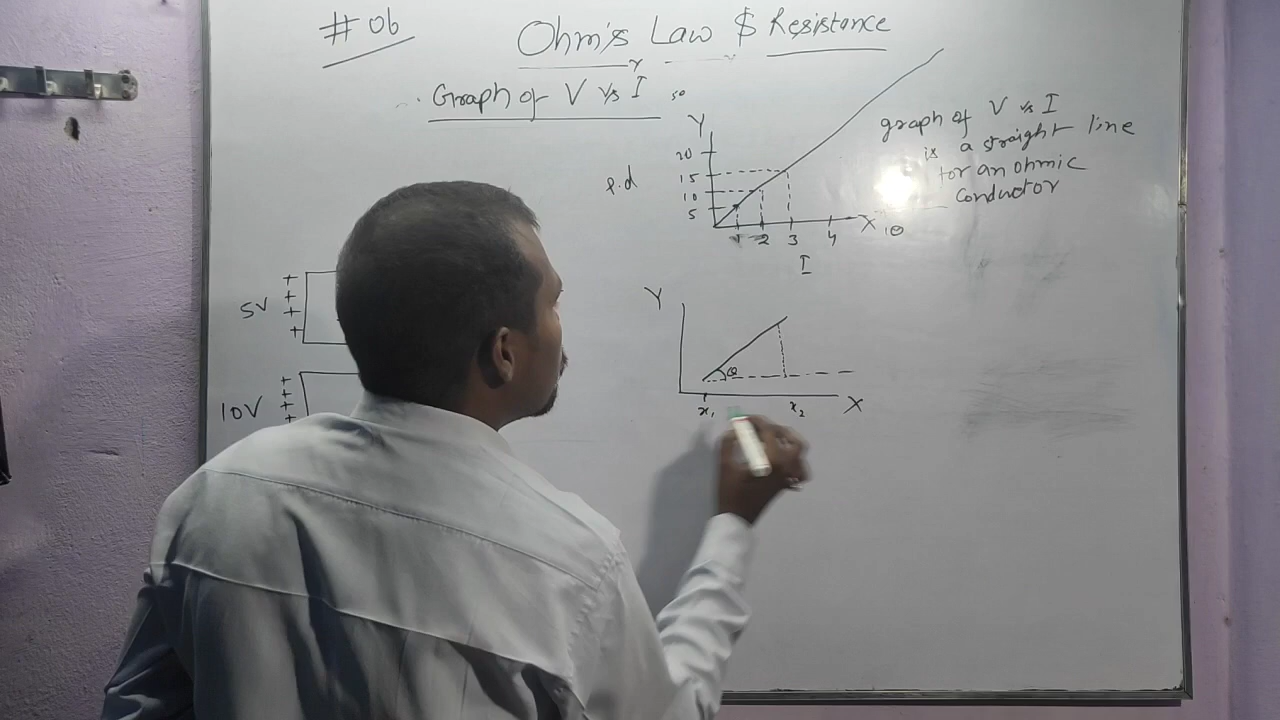 # 06
Ohm's Law $ Resistance
Graph of V vs I
Y
20
15
10
5
p.d
1 2 3 4
X
I
graph of V vs I
is a straight line
for an ohmic
conductor
5V
+
+
+
+
10V
+
+
+
+
Y
θ
x₁
x₂
X